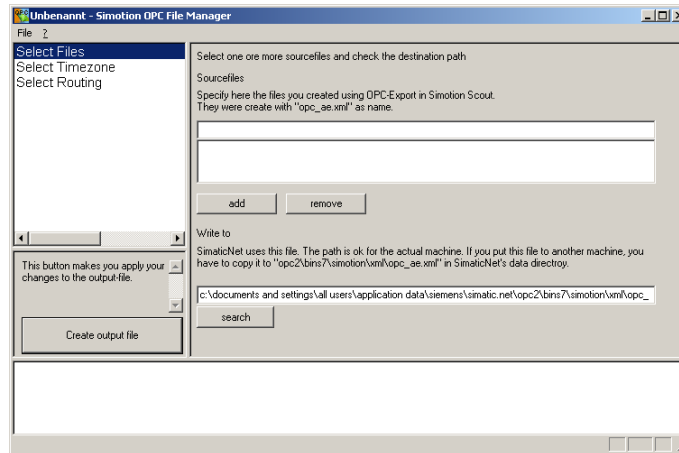 Unbenannt - Simotion OPC File Manager
File ?
Select Files
Select Timezone
Select Routing
This button makes you apply your
changes to the output-file.
Create output file
Select one ore more sourcefiles and check the destination path
Sourcefiles
Specify here the files you created using OPC-Export in Simotion Scout.
They were create with "opc_ae.xml" as name.
add remove
Write to
SimaticNet uses this file. The path is ok for the actual machine. If you put this file to another machine, you
have to copy it to "opc2\bins7\simotion\xml\opc_ae.xml" in SimaticNet's data directroy.
c:\documents and settings\all users\application data\siemens\simatic.net\opc2\bins7\simotion\xml\opc_
search